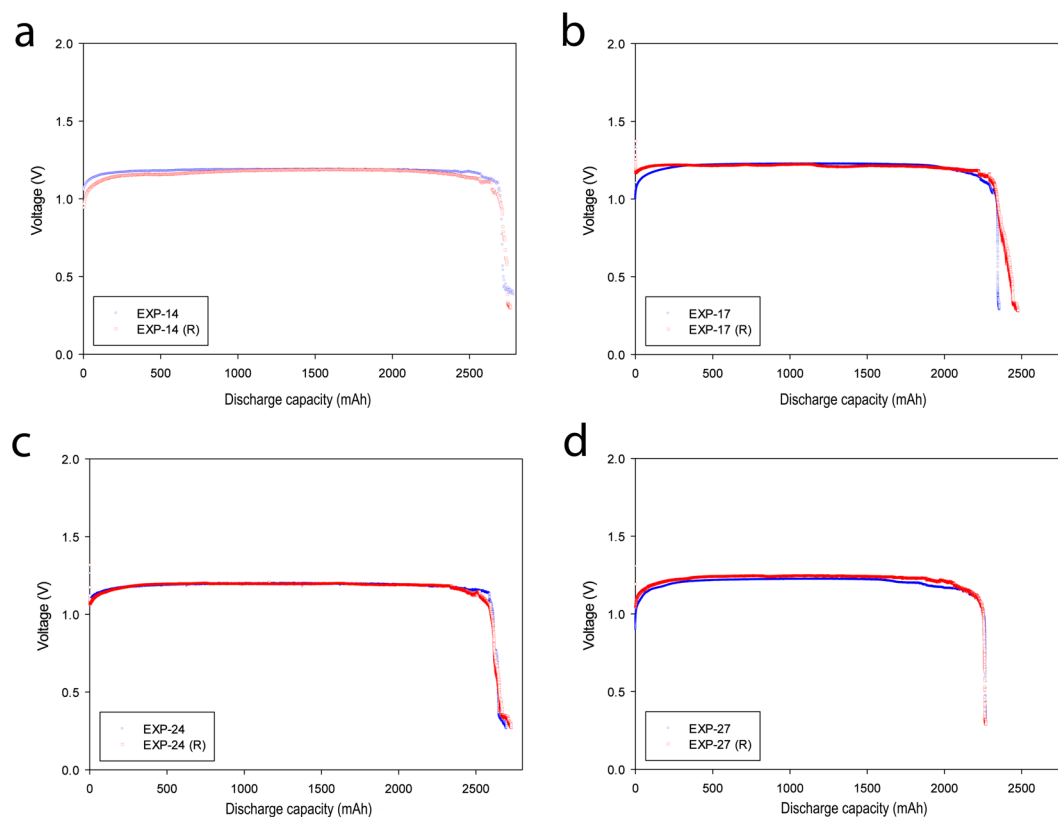 a
2.0
1.5
1.0
0.5
0.0
Voltage (V)
EXP-14
EXP-14 (R)
0 500 1000 1500 2000 2500
Discharge capacity (mAh)
b
2.0
1.5
1.0
0.5
0.0
Voltage (V)
EXP-17
EXP-17 (R)
0 500 1000 1500 2000 2500
Discharge capacity (mAh)
c
2.0
1.5
1.0
0.5
0.0
Voltage (V)
EXP-24
EXP-24 (R)
0 500 1000 1500 2000 2500
Discharge capacity (mAh)
d
2.0
1.5
1.0
0.5
0.0
Voltage (V)
EXP-27
EXP-27 (R)
0 500 1000 1500 2000 2500
Discharge capacity (mAh)